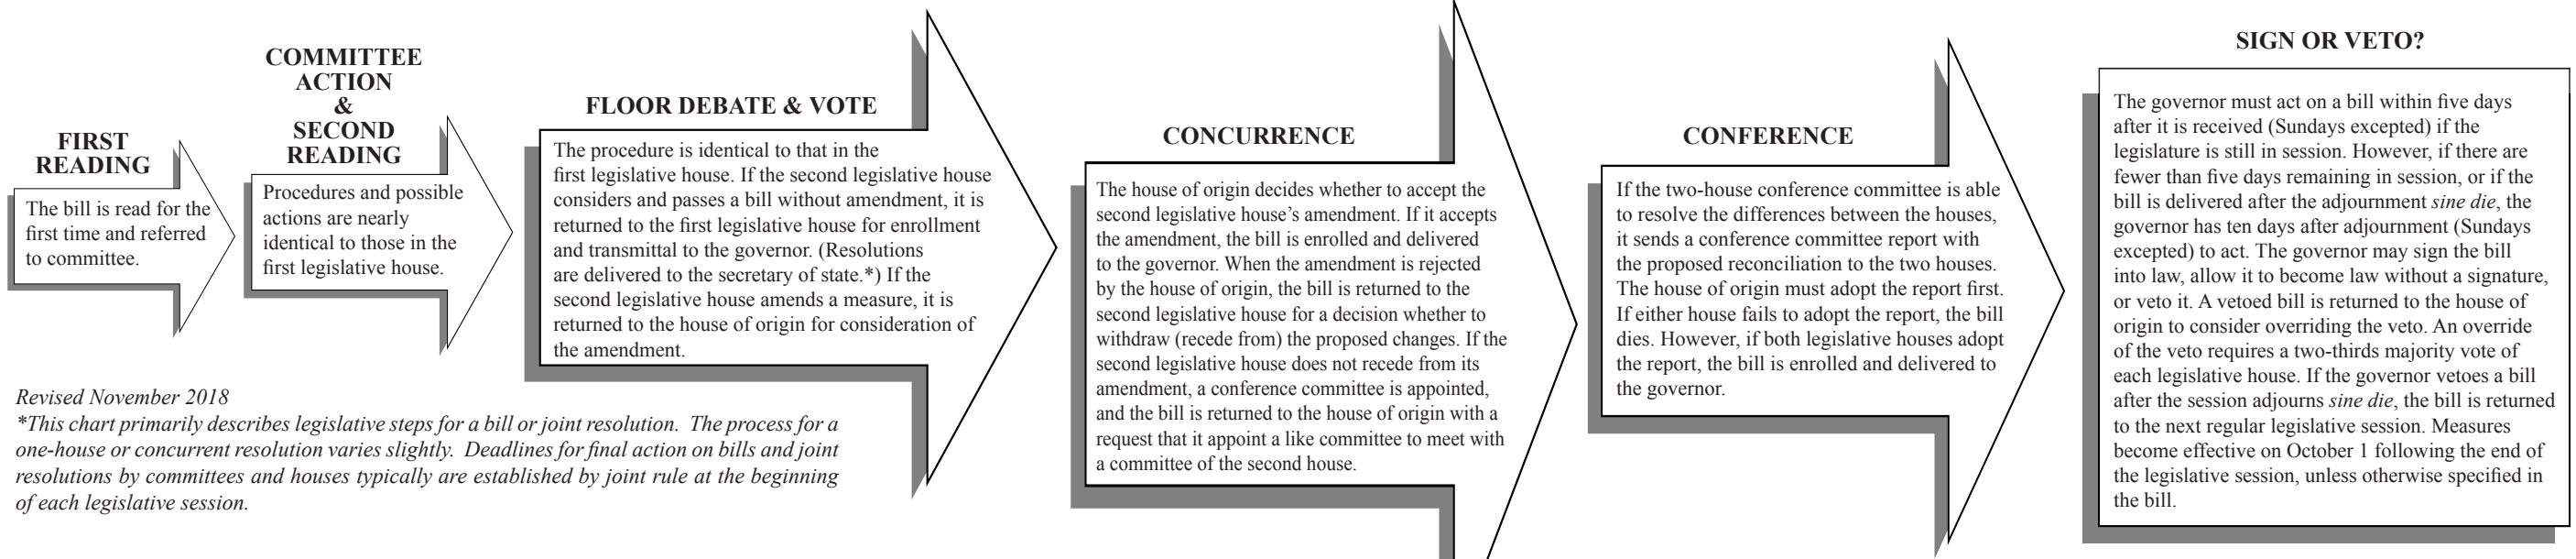 FIRST
READING
The bill is read for the
first time and referred
to committee.
COMMITTEE
ACTION
&
SECOND
READING
Procedures and possible
actions are nearly
identical to those in the
first legislative house.
FLOOR DEBATE & VOTE
The procedure is identical to that in the
first legislative house. If the second legislative house
considers and passes a bill without amendment, it is
returned to the first legislative house for enrollment
and transmittal to the governor. (Resolutions
are delivered to the secretary of state.*) If the
second legislative house amends a measure, it is
returned to the house of origin for consideration of
the amendment.
CONCURRENCE
The house of origin decides whether to accept the
second legislative house’s amendment. If it accepts
the amendment, the bill is enrolled and delivered
to the governor. When the amendment is rejected
by the house of origin, the bill is returned to the
second legislative house for a decision whether to
withdraw (recede from) the proposed changes. If the
second legislative house does not recede from its
amendment, a conference committee is appointed,
and the bill is returned to the house of origin with a
request that it appoint a like committee to meet with
a committee of the second house.
CONFERENCE
If the two-house conference committee is able
to resolve the differences between the houses,
it sends a conference committee report with
the proposed reconciliation to the two houses.
The house of origin must adopt the report first.
If either house fails to adopt the report, the bill
dies. However, if both legislative houses adopt
the report, the bill is enrolled and delivered to
the governor.
SIGN OR VETO?
The governor must act on a bill within five days
after it is received (Sundays excepted) if the
legislature is still in session. However, if there are
fewer than five days remaining in session, or if the
bill is delivered after the adjournment sine die, the
governor has ten days after adjournment (Sundays
excepted) to act. The governor may sign the bill
into law, allow it to become law without a signature,
or veto it. A vetoed bill is returned to the house of
origin to consider overriding the veto. An override
of the veto requires a two-thirds majority vote of
each legislative house. If the governor vetoes a bill
after the session adjourns sine die, the bill is returned
to the next regular legislative session. Measures
become effective on October 1 following the end of
the legislative session, unless otherwise specified in
the bill.
Revised November 2018
*This chart primarily describes legislative steps for a bill or joint resolution. The process for a
one-house or concurrent resolution varies slightly. Deadlines for final action on bills and joint
resolutions by committees and houses typically are established by joint rule at the beginning
of each legislative session.